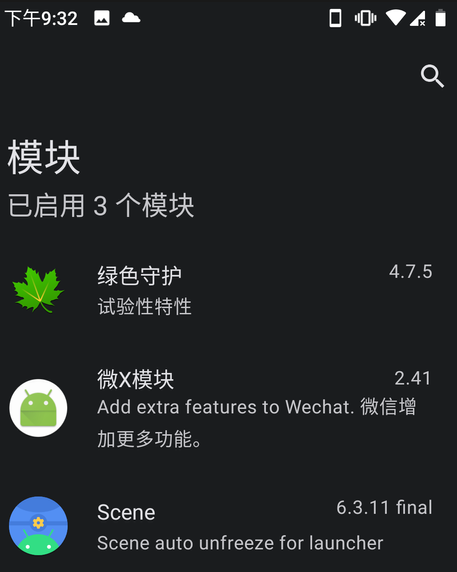 下午9:32
模块
已启用 3 个模块
绿色守护 4.7.5
试验性特性
微X模块 2.41
Add extra features to Wechat. 微信增
加更多功能。
Scene 6.3.11 final
Scene auto unfreeze for launcher